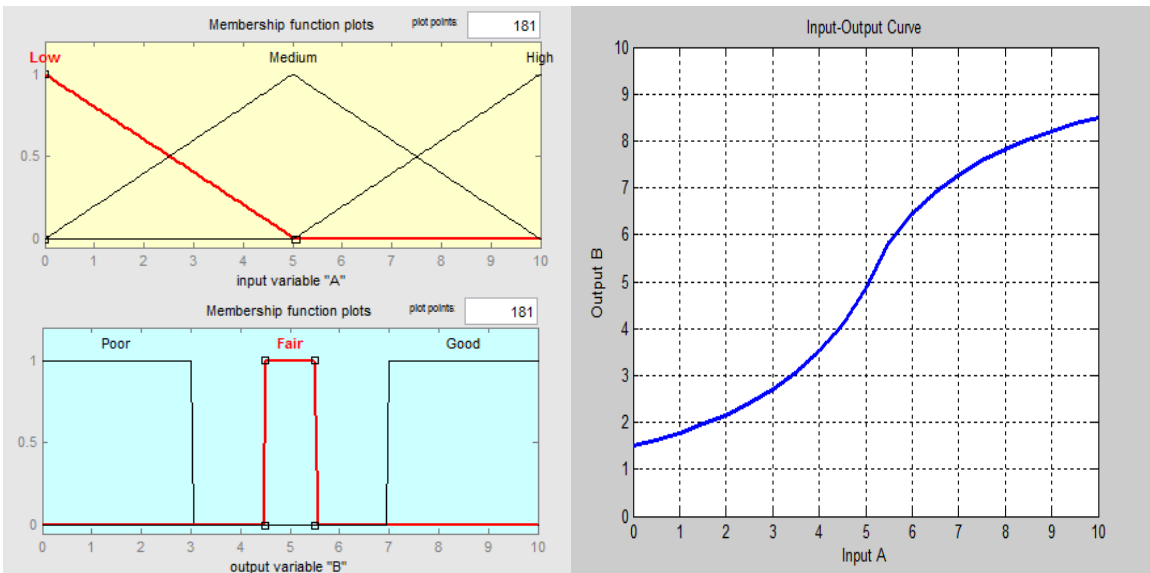 Membership function plots plot points: 181
Low Medium High
1
0.5
0
0 1 2 3 4 5 6 7 8 9 10
input variable "A"
Membership function plots plot points: 181
Poor Fair Good
1
0.5
0
0 1 2 3 4 5 6 7 8 9 10
output variable "B"
Input-Output Curve
10
9
8
7
6
5
4
3
2
1
0
Output B
0 1 2 3 4 5 6 7 8 9 10
Input A